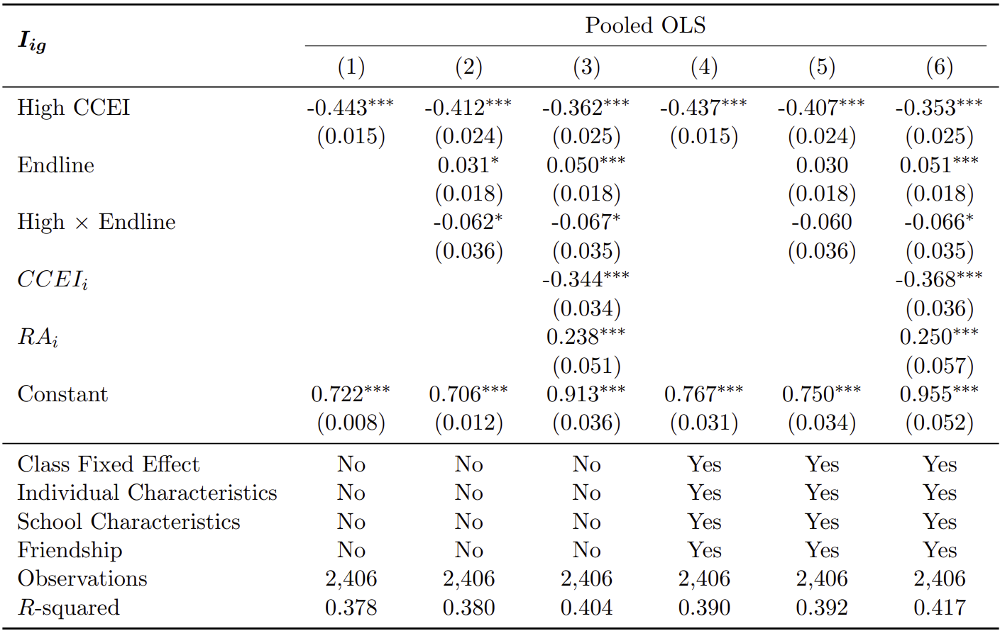 I_ig Pooled OLS
(1) (2) (3) (4) (5) (6)
High CCEI -0.443*** -0.412*** -0.362*** -0.437*** -0.407*** -0.353***
(0.015) (0.024) (0.025) (0.015) (0.024) (0.025)
Endline 0.031* 0.050*** 0.030 0.051***
(0.018) (0.018) (0.018) (0.018)
High × Endline -0.062* -0.067* -0.060 -0.066*
(0.036) (0.035) (0.036) (0.035)
CCEI_i -0.344*** -0.368***
(0.034) (0.036)
RA_i 0.238*** 0.250***
(0.051) (0.057)
Constant 0.722*** 0.706*** 0.913*** 0.767*** 0.750*** 0.955***
(0.008) (0.012) (0.036) (0.031) (0.034) (0.052)
Class Fixed Effect No No No Yes Yes Yes
Individual Characteristics No No No Yes Yes Yes
School Characteristics No No No Yes Yes Yes
Friendship No No No Yes Yes Yes
Observations 2,406 2,406 2,406 2,406 2,406 2,406
R-squared 0.378 0.380 0.404 0.390 0.392 0.417